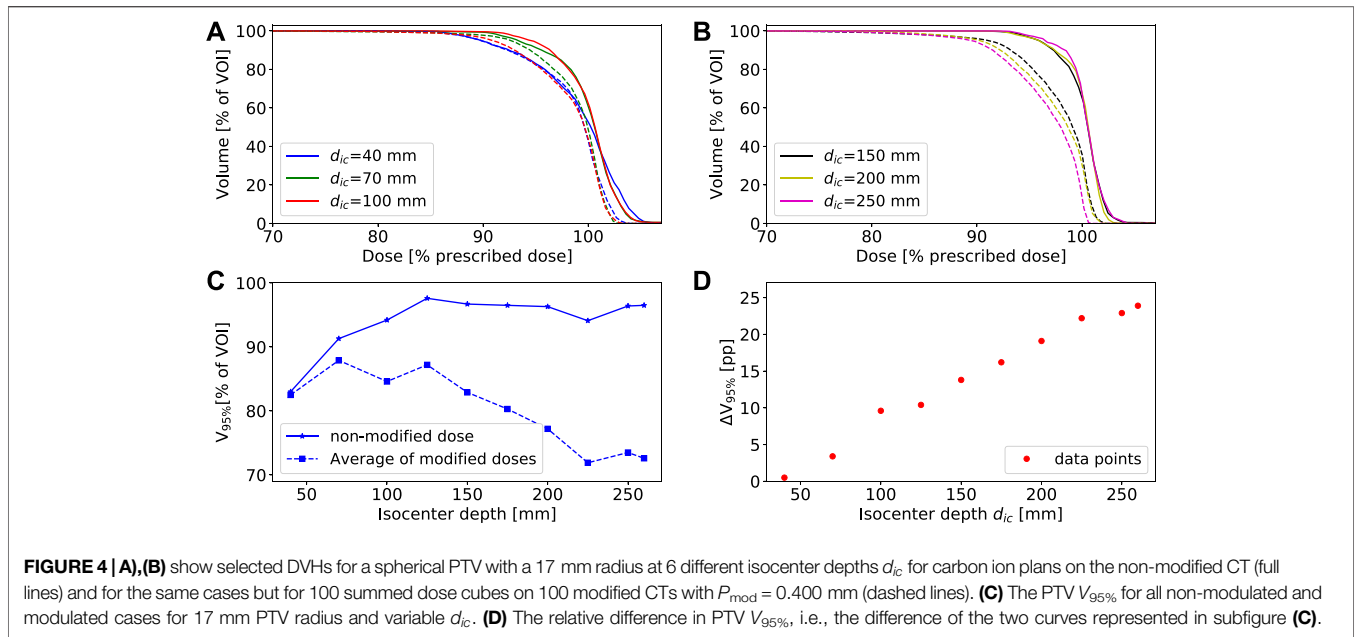 A
100
80
60
40
20
0
Volume [% of VOI]
d_ic=40 mm
d_ic=70 mm
d_ic=100 mm
70 80 90 100
Dose [% prescribed dose]
B
100
80
60
40
20
0
Volume [% of VOI]
d_ic=150 mm
d_ic=200 mm
d_ic=250 mm
70 80 90 100
Dose [% prescribed dose]
C
100
90
80
70
V95%[% of VOI]
non-modified dose
Average of modified doses
50 100 150 200 250
Isocenter depth [mm]
D
25
20
15
10
5
0
ΔV95% [pp]
data points
50 100 150 200 250
Isocenter depth d_ic [mm]
FIGURE 4 | A),(B) show selected DVHs for a spherical PTV with a 17 mm radius at 6 different isocenter depths d_ic for carbon ion plans on the non-modified CT (full
lines) and for the same cases but for 100 summed dose cubes on 100 modified CTs with P_mod = 0.400 mm (dashed lines). (C) The PTV V95% for all non-modulated and
modulated cases for 17 mm PTV radius and variable d_ic. (D) The relative difference in PTV V95%, i.e., the difference of the two curves represented in subfigure (C).